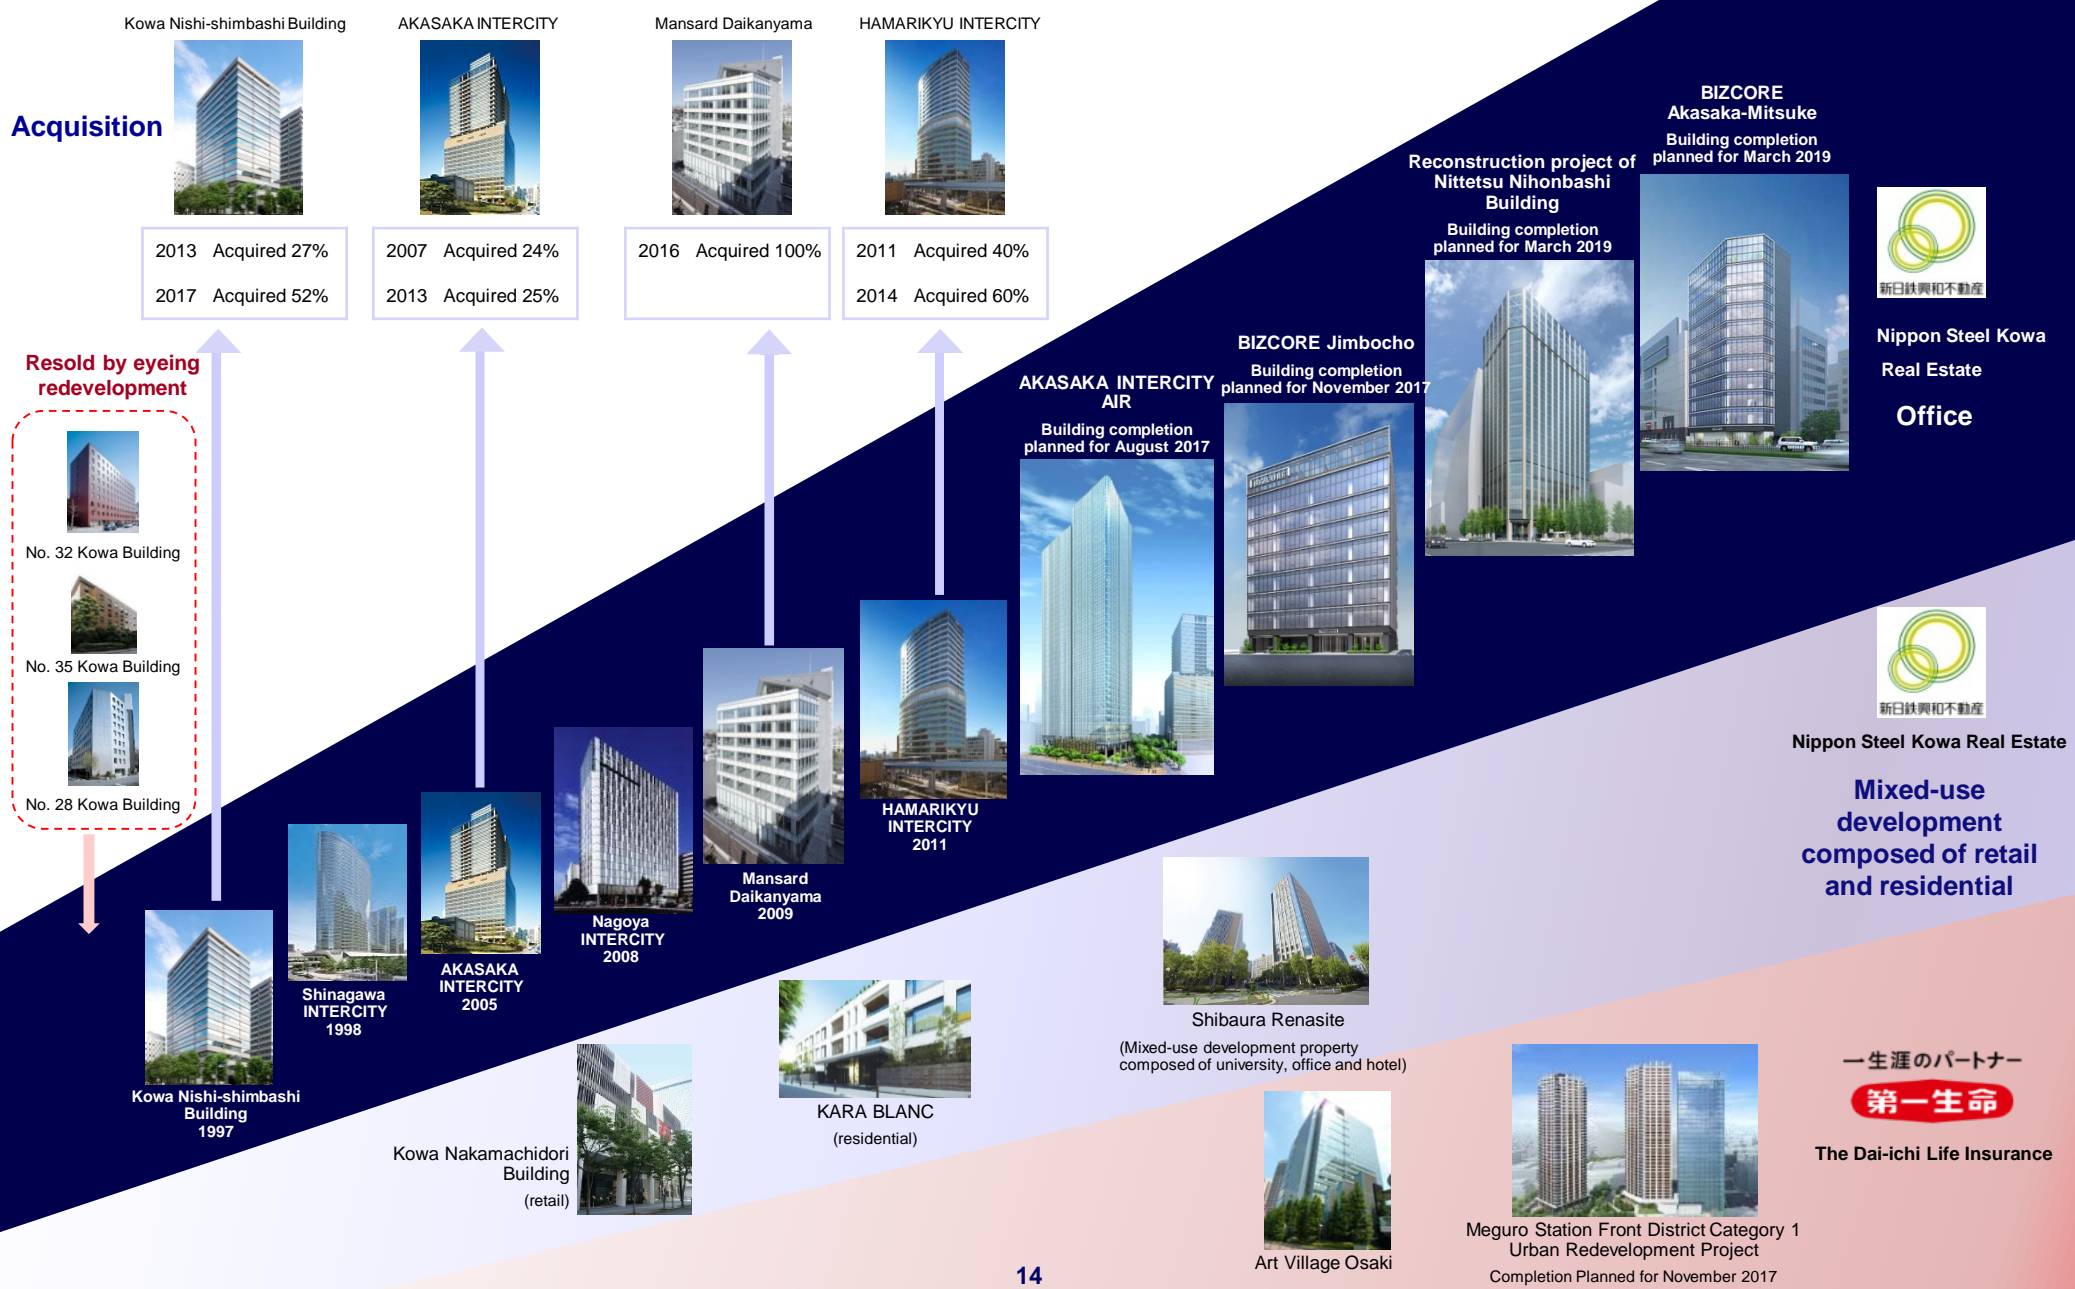 Kowa Nishi-shimbashi Building
AKASAKA INTERCITY
Mansard Daikanyama
HAMARIKYU INTERCITY
Acquisition
2013 Acquired 27%
2017 Acquired 52%
2007 Acquired 24%
2013 Acquired 25%
2016 Acquired 100%
2011 Acquired 40%
2014 Acquired 60%
Resold by eyeing
redevelopment
No. 32 Kowa Building
No. 35 Kowa Building
No. 28 Kowa Building
Kowa Nishi-shimbashi
Building
1997
Shinagawa
INTERCITY
1998
AKASAKA
INTERCITY
2005
Nagoya
INTERCITY
2008
Mansard
Daikanyama
2009
HAMARIKYU
INTERCITY
2011
AKASAKA INTERCITY
AIR
Building completion
planned for August 2017
BIZCORE Jimbocho
Building completion
planned for November 2017
Reconstruction project of
Nittetsu Nihonbashi
Building
Building completion
planned for March 2019
BIZCORE
Akasaka-Mitsuke
Building completion
planned for March 2019
新日鉄興和不動産
Nippon Steel Kowa
Real Estate
Office
新日鉄興和不動産
Nippon Steel Kowa Real Estate
Mixed-use
development
composed of retail
and residential
Kowa Nakamachidori
Building
(retail)
KARA BLANC
(residential)
Shibaura Renasite
(Mixed-use development property
composed of university, office and hotel)
Art Village Osaki
Meguro Station Front District Category 1
Urban Redevelopment Project
Completion Planned for November 2017
一生涯のパートナー
第一生命
The Dai-ichi Life Insurance
14